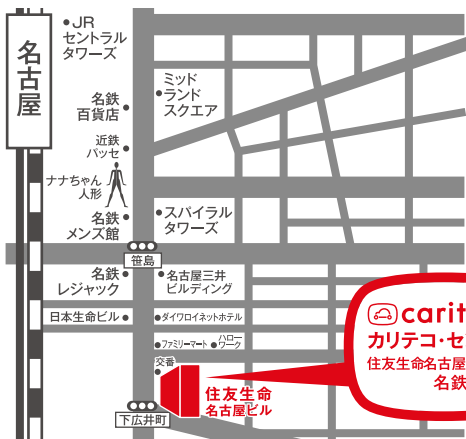 JR
セントラル
タワーズ
名古屋
ミッド
ランド
スクエア
名鉄
百貨店
近鉄
パッセ
ナナちゃん
人形
名鉄
メンズ館
スパイラル
タワーズ
笹島
名鉄
レジャック
名古屋三井
ビルディング
日本生命ビル
ダイワロイネットホテル
ファミリーマート
ハロー
ワーク
交番
住友生命
名古屋ビル
下広井町
carit
カリテコ・セ
住友生命名古屋
名鉄